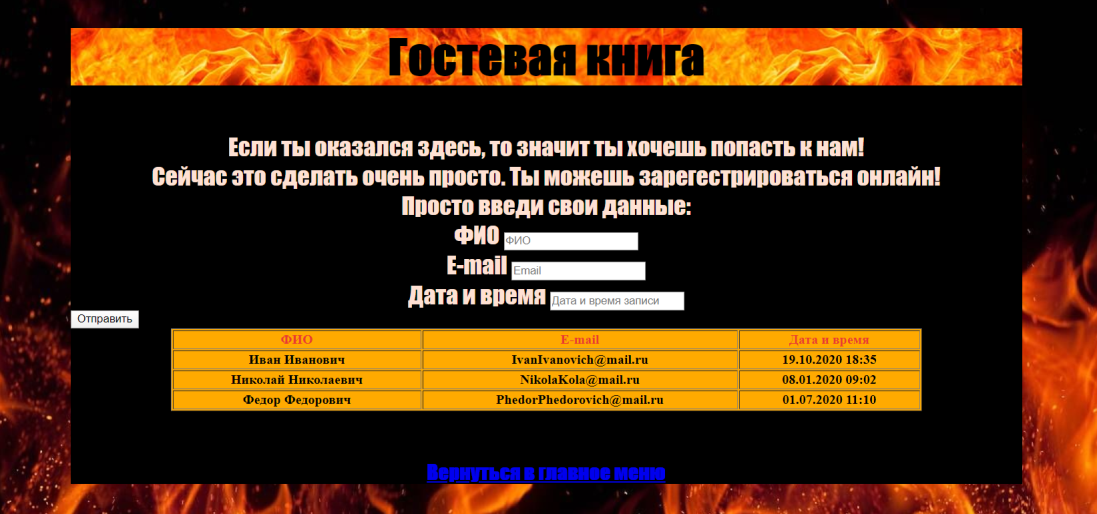 Гостевая книга
Если ты оказался здесь, то значит ты хочешь попасть к нам!
Сейчас это сделать очень просто. Ты можешь зарегестрироваться онлайн!
Просто введи свои данные:
ФИО ФИО
E-mail Email
Дата и время Дата и время записи
Отправить
ФИО E-mail Дата и время
Иван Иванович IvanIvanovich@mail.ru 19.10.2020 18:35
Николай Николаевич NikolaKola@mail.ru 08.01.2020 09:02
Федор Федорович PhedorPhedorovich@mail.ru 01.07.2020 11:10
Вернуться в главное меню